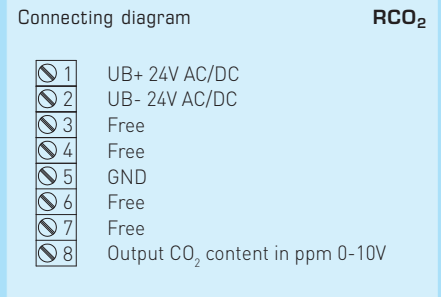 Connecting diagram RCO₂
1 UB+ 24V AC/DC
2 UB- 24V AC/DC
3 Free
4 Free
5 GND
6 Free
7 Free
8 Output CO₂ content in ppm 0-10V